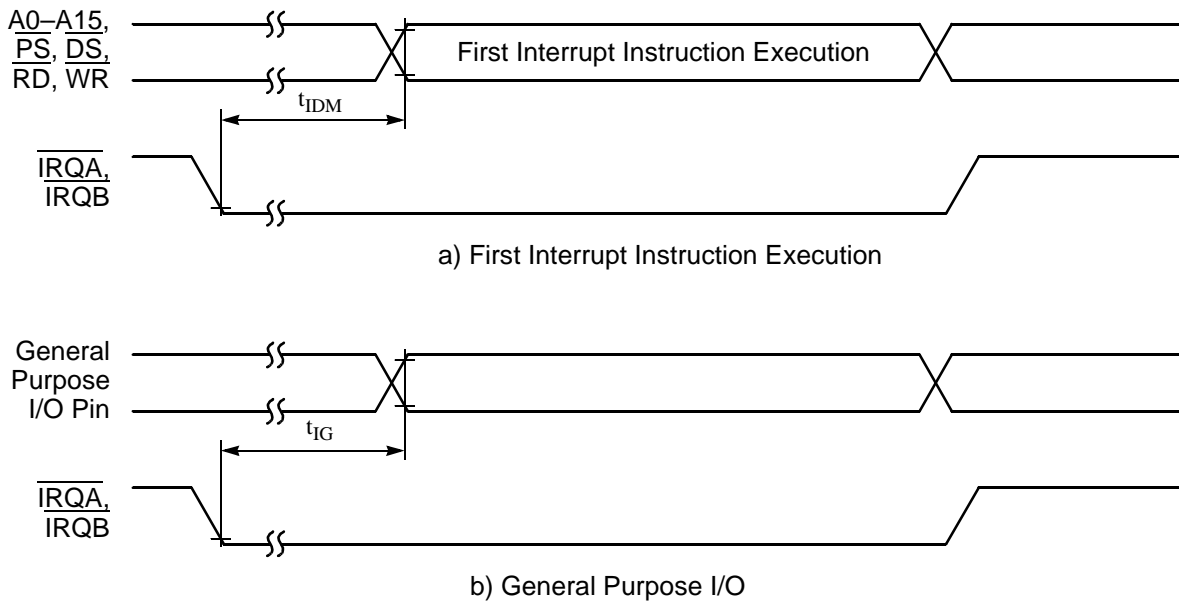 A0–A15,
PS, DS,
RD, WR
First Interrupt Instruction Execution
tIDM
IRQA,
IRQB
a) First Interrupt Instruction Execution
General
Purpose
I/O Pin
tIG
IRQA,
IRQB
b) General Purpose I/O